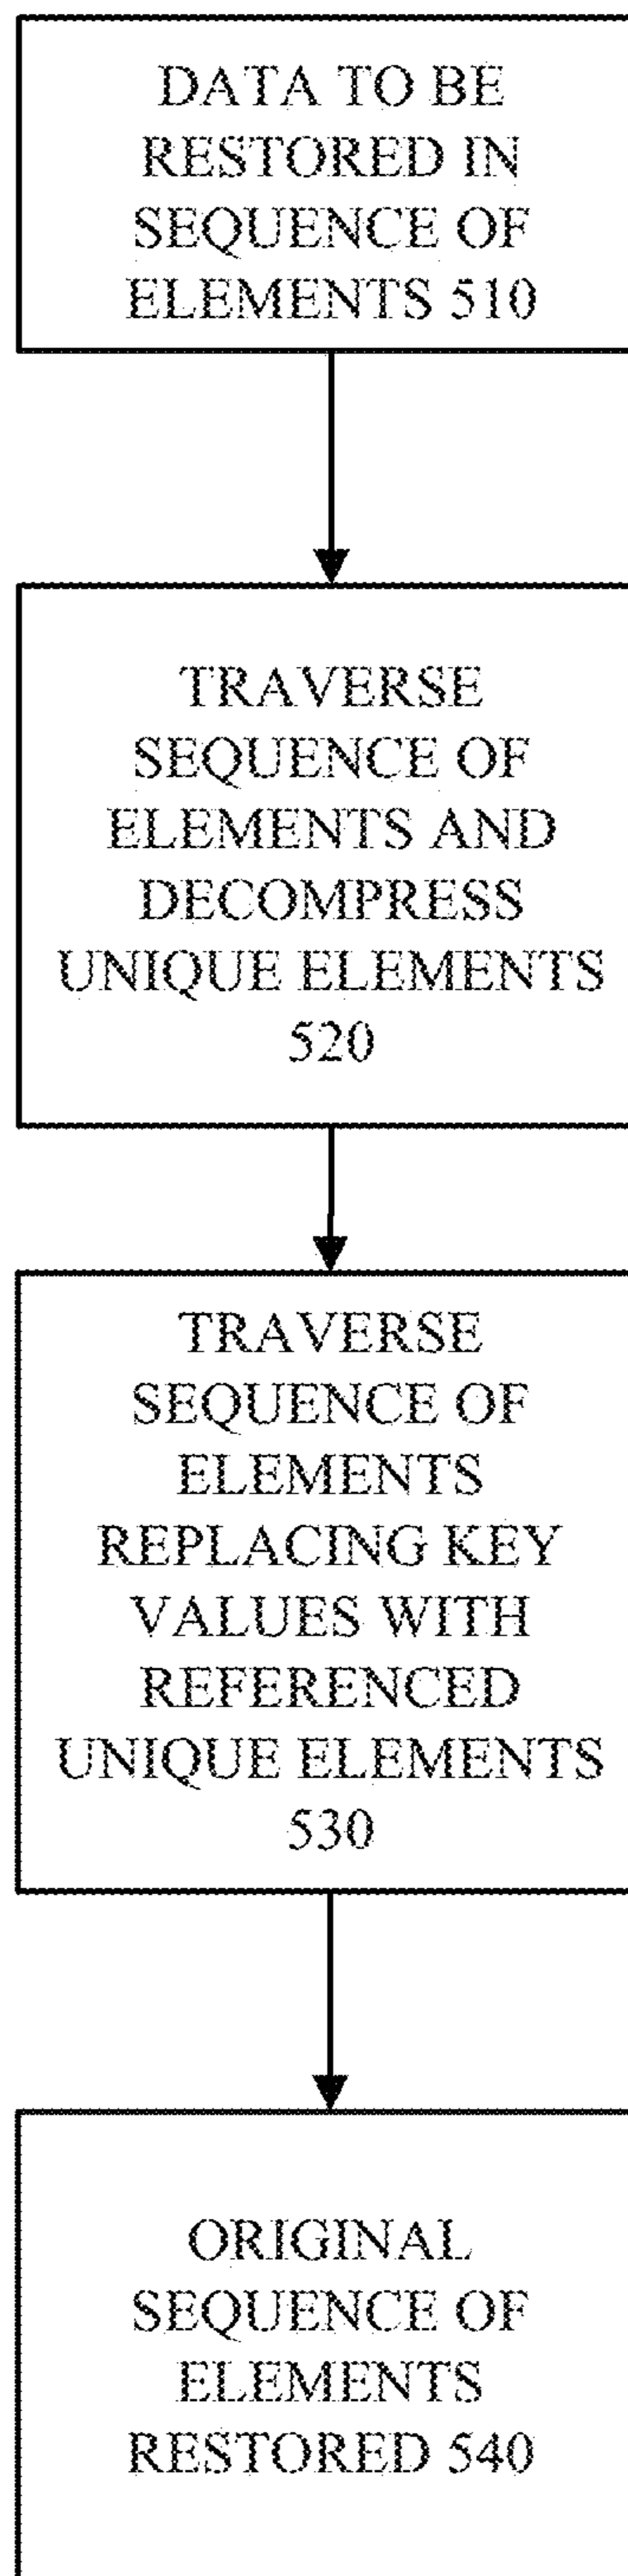 DATA TO BE
RESTORED IN
SEQUENCE OF
ELEMENTS 510
TRAVERSE
SEQUENCE OF
ELEMENTS AND
DECOMPRESS
UNIQUE ELEMENTS
520
TRAVERSE
SEQUENCE OF
ELEMENTS
REPLACING KEY
VALUES WITH
REFERENCED
UNIQUE ELEMENTS
530
ORIGINAL
SEQUENCE OF
ELEMENTS
RESTORED 540